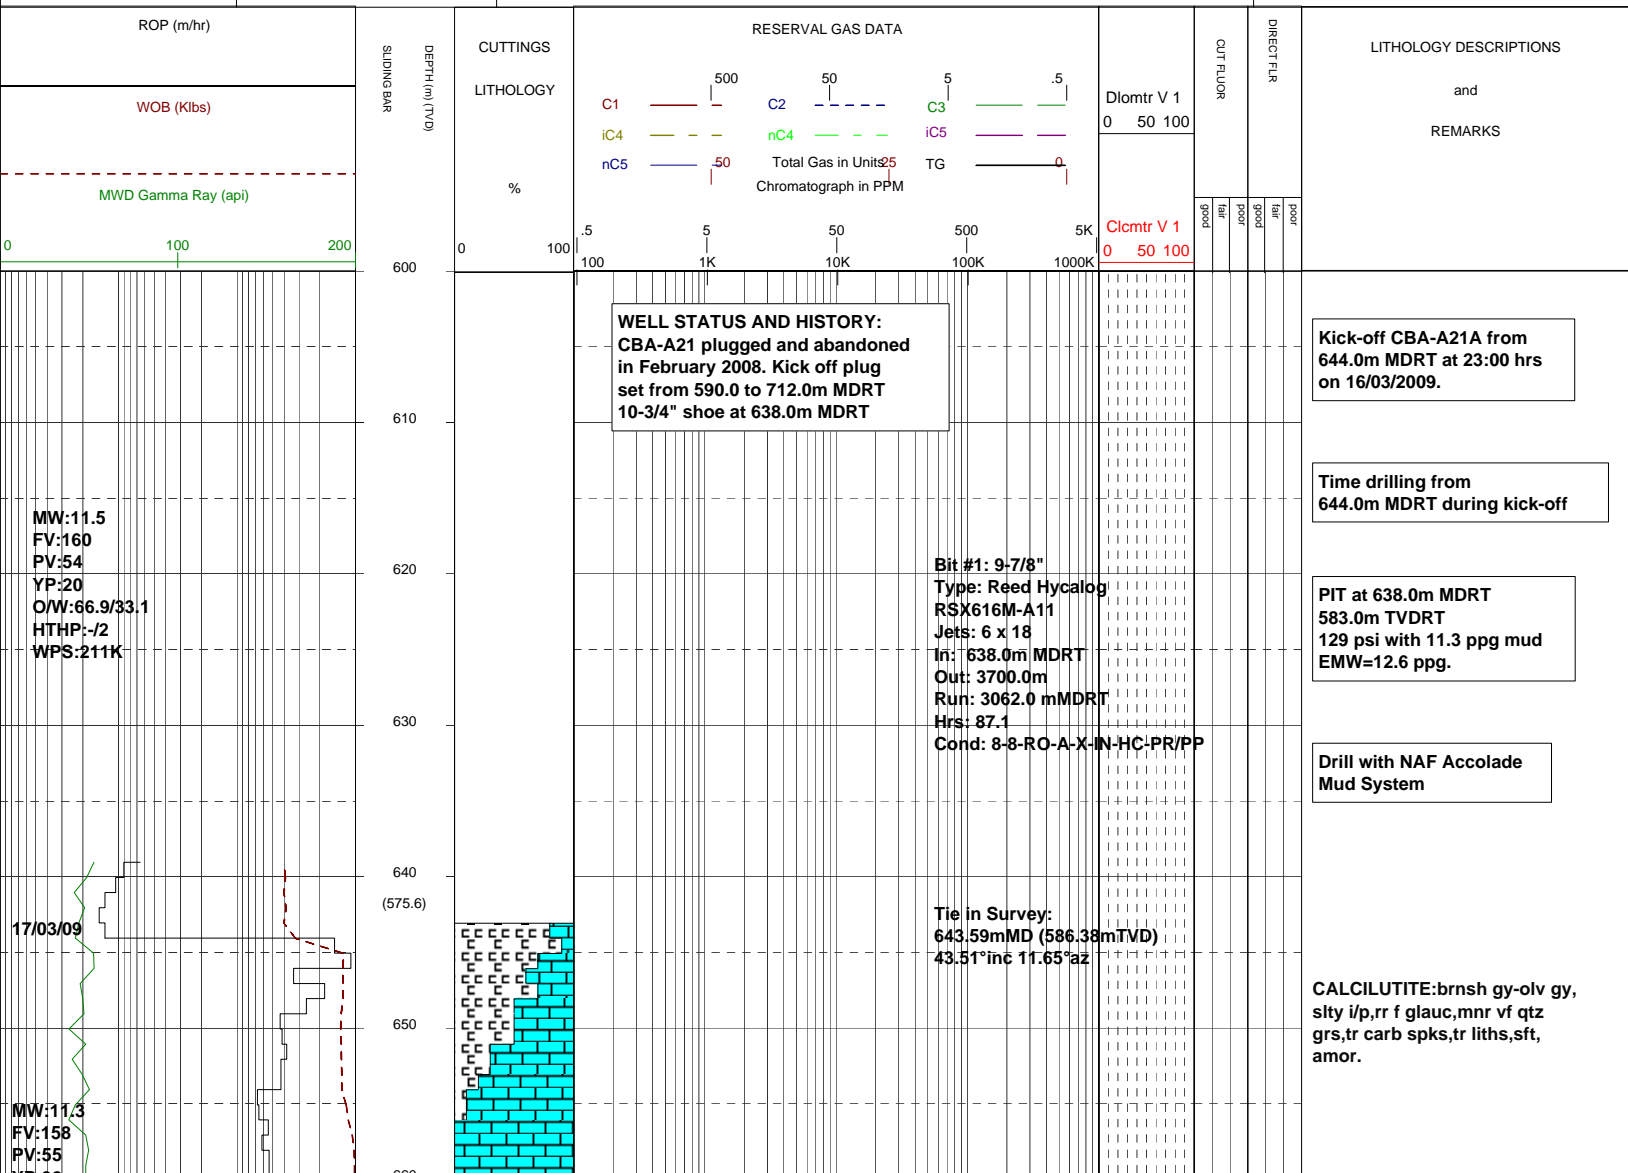 ROP (m/hr)
WOB (Klbs)
MWD Gamma Ray (api)
0 100 200
SLIDING BAR
DEPTH (m) (TVD)
CUTTINGS
LITHOLOGY
%
0 100
RESERVAL GAS DATA
500 50 5 .5
C1 C2 C3
iC4 nC4 iC5
nC5 50 Total Gas in Units 25 TG 0
Chromatograph in PPM
.5 5 50 500 5K
100 1K 10K 100K 1000K
Dlomtr V 1
0 50 100
Clcmtr V 1
0 50 100
CUT FLUOR
good fair poor
DIRECT FLR
good fair poor
LITHOLOGY DESCRIPTIONS
and
REMARKS
600
WELL STATUS AND HISTORY:
CBA-A21 plugged and abandoned
in February 2008. Kick off plug
set from 590.0 to 712.0m MDRT
10-3/4" shoe at 638.0m MDRT
Kick-off CBA-A21A from
644.0m MDRT at 23:00 hrs
on 16/03/2009.
610
Time drilling from
644.0m MDRT during kick-off
MW:11.5
FV:160
PV:54
YP:20
O/W:66.9/33.1
HTHP:-/2
WPS:211K
620
Bit #1: 9-7/8"
Type: Reed Hycalog
RSX616M-A11
Jets: 6 x 18
In: 638.0m MDRT
Out: 3700.0m
Run: 3062.0 mMDRT
Hrs: 87.1
Cond: 8-8-RO-A-X-IN-HC-PR/PP
PIT at 638.0m MDRT
583.0m TVDRT
129 psi with 11.3 ppg mud
EMW=12.6 ppg.
630
Drill with NAF Accolade
Mud System
640
(575.6)
17/03/09
Tie in Survey:
643.59mMD (586.38mTVD)
43.51°inc 11.65°az
CALCILUTITE:brnsh gy-olv gy,
slty i/p,rr f glauc,mnr vf qtz
grs,tr carb spks,tr liths,sft,
amor.
650
MW:11.3
FV:158
PV:55